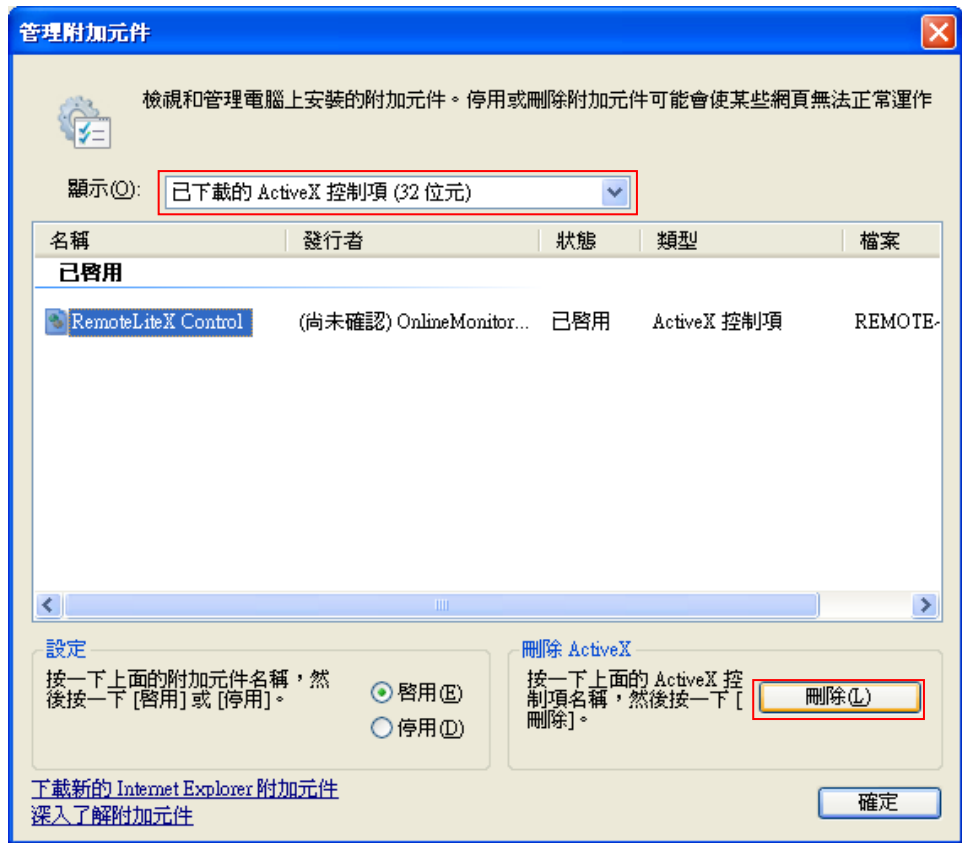 管理附加元件
檢視和管理電腦上安裝的附加元件。停用或刪除附加元件可能會使某些網頁無法正常運作
顯示(O):
已下載的 ActiveX 控制項 (32 位元)
名稱 發行者 狀態 類型 檔案
已啓用
RemoteLiteX Control (尚未確認) OnlineMonitor... 已啓用 ActiveX 控制項 REMOTE-
設定
按一下上面的附加元件名稱，然
後按一下 [啓用] 或 [停用]。
啓用(E)
停用(D)
刪除 ActiveX
按一下上面的 ActiveX 控
制項名稱，然後按一下 [
刪除]。
刪除(L)
下載新的 Internet Explorer 附加元件
深入了解附加元件
確定